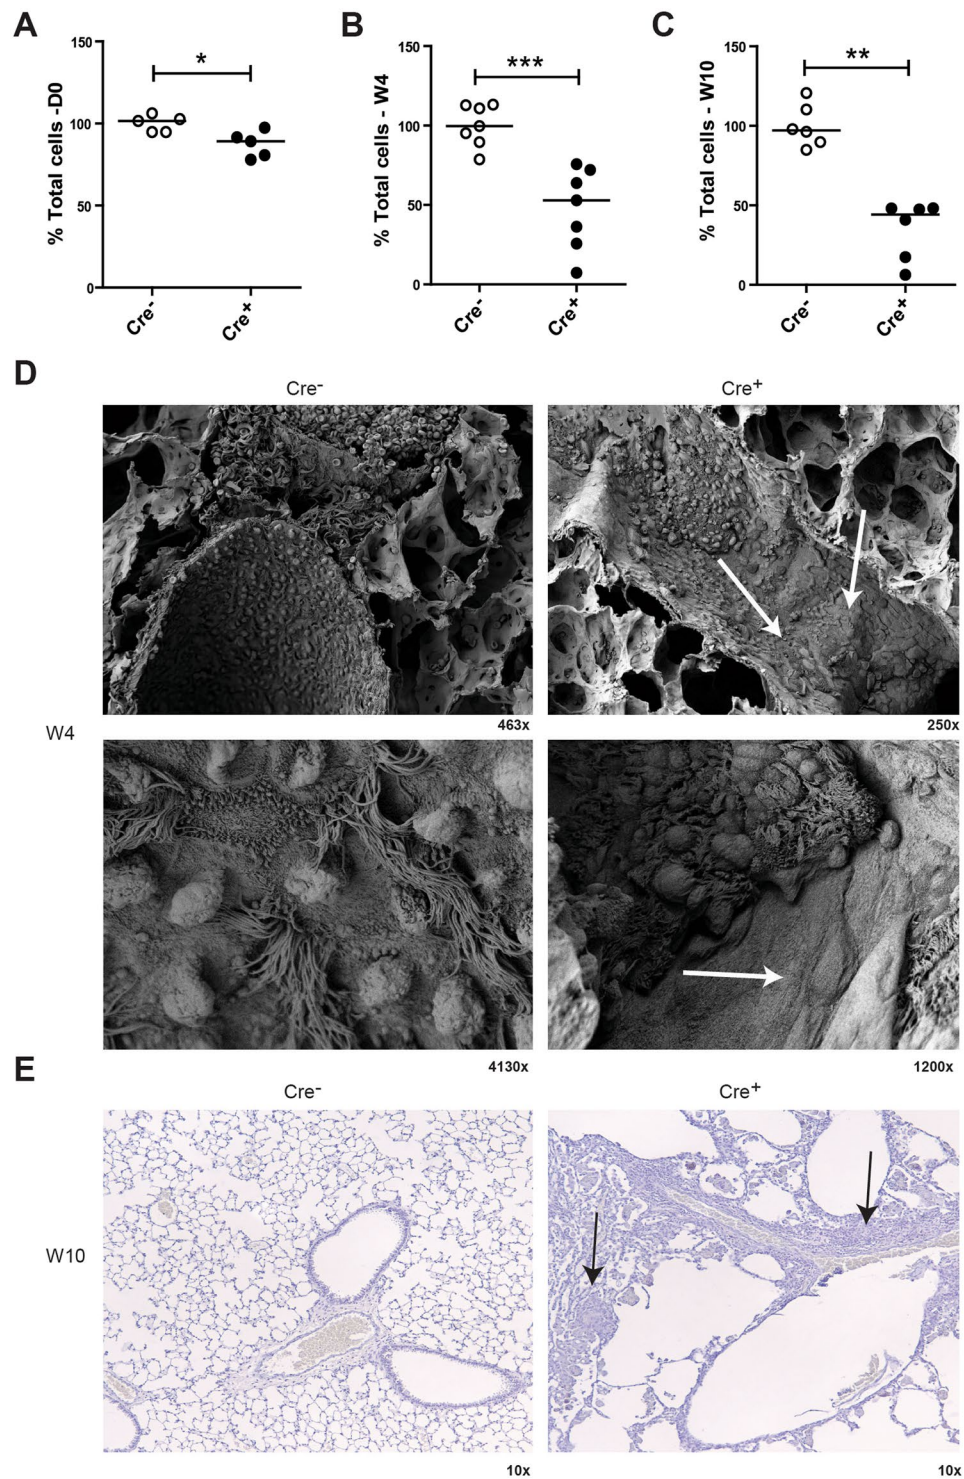 A
B
C
150
100
50
0
% Total cells -D0
*
Cre-
Cre+
150
100
50
0
% Total cells - W4
***
Cre-
Cre+
150
100
50
0
% Total cells - W10
**
Cre-
Cre+
D
Cre-
Cre+
W4
463x
250x
4130x
1200x
E
Cre-
Cre+
W10
10x
10x